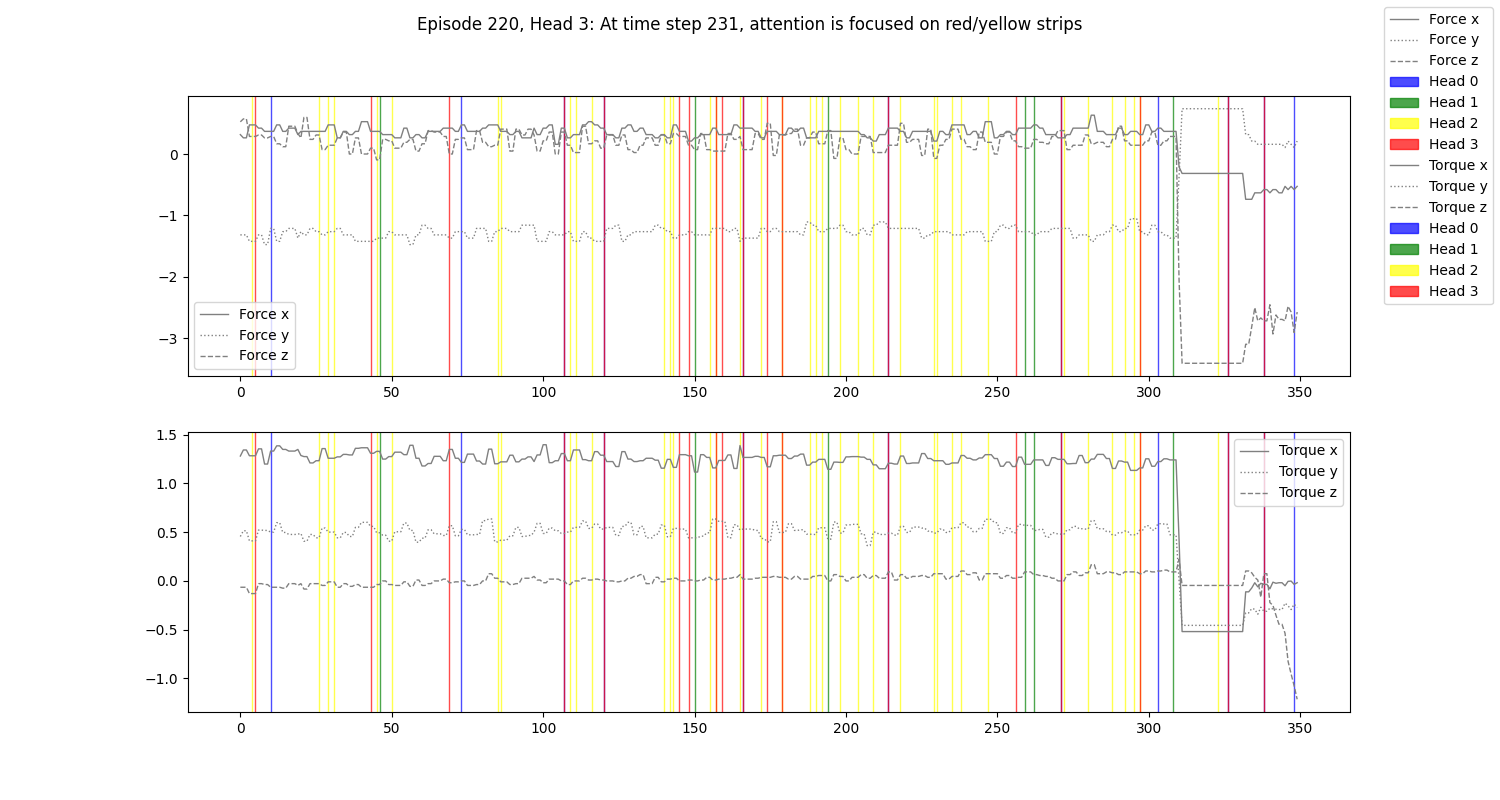 Episode 220, Head 3: At time step 231, attention is focused on red/yellow strips
Force x
Force y
Force z
Head 0
Head 1
Head 2
Head 3
Torque x
Torque y
Torque z
Head 0
Head 1
Head 2
Head 3
0
−1
−2
−3
Force x
Force y
Force z
0 50 100 150 200 250 300 350
1.5
1.0
0.5
0.0
−0.5
−1.0
Torque x
Torque y
Torque z
0 50 100 150 200 250 300 350